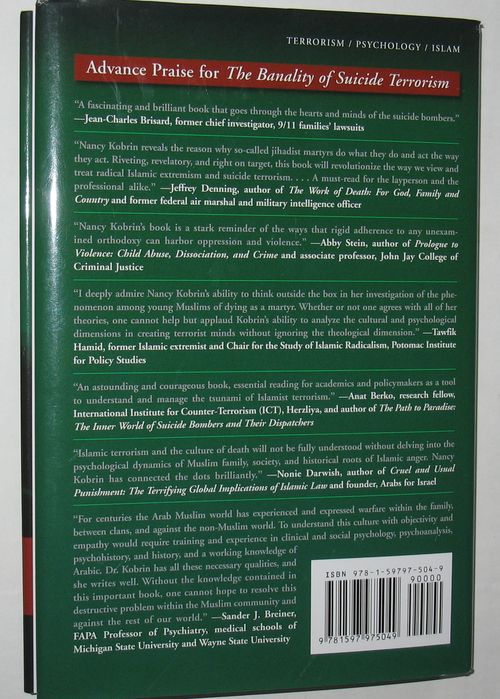 TERRORISM / PSYCHOLOGY / ISLAM
Advance Praise for The Banality of Suicide Terrorism
"A fascinating and brilliant book that goes through the hearts and minds of the suicide bombers."
—Jean-Charles Brisard, former chief investigator, 9/11 families' lawsuits
"Nancy Kobrin reveals the reason why so-called jihadist martyrs do what they do and act the way
they act. Riveting, revelatory, and right on target, this book will revolutionize the way we view and
treat radical Islamic extremism and suicide terrorism. . . . A must-read for the layperson and the
professional alike." —Jeffrey Denning, author of The Work of Death: For God, Family and
Country and former federal air marshal and military intelligence officer
"Nancy Kobrin's book is a stark reminder of the ways that rigid adherence to any unexam-
ined orthodoxy can harbor oppression and violence." —Abby Stein, author of Prologue to
Violence: Child Abuse, Dissociation, and Crime and associate professor, John Jay College of
Criminal Justice
"I deeply admire Nancy Kobrin's ability to think outside the box in her investigation of the phe-
nomenon among young Muslims of dying as a martyr. Whether or not one agrees with all of her
theories, one cannot help but applaud Kobrin's ability to analyze the cultural and psychological
dimensions in creating terrorist minds without ignoring the theological dimension." —Tawfik
Hamid, former Islamic extremist and Chair for the Study of Islamic Radicalism, Potomac Institute
for Policy Studies
"An astounding and courageous book, essential reading for academics and policymakers as a tool
to understand and manage the tsunami of Islamist terrorism." —Anat Berko, research fellow,
International Institute for Counter-Terrorism (ICT), Herzliya, and author of The Path to Paradise:
The Inner World of Suicide Bombers and Their Dispatchers
"Islamic terrorism and the culture of death will not be fully understood without delving into the
psychological dynamics of Muslim family, society, and historical roots of Islamic anger. Nancy
Kobrin has connected the dots brilliantly." —Nonie Darwish, author of Cruel and Usual
Punishment: The Terrifying Global Implications of Islamic Law and founder, Arabs for Israel
"For centuries the Arab Muslim world has experienced and expressed warfare within the family,
between clans, and against the non-Muslim world. To understand this culture with objectivity and
empathy would require training and experience in clinical and social psychology, psychoanalysis,
psychohistory, and history, and a working knowledge of
Arabic. Dr. Kobrin has all these necessary qualities, and
she writes well. Without the knowledge contained in
this important book, one cannot hope to resolve this
destructive problem within the Muslim community and
against the rest of our world." —Sander J. Breiner,
FAPA Professor of Psychiatry, medical schools of
Michigan State University and Wayne State University
ISBN 978-1-59797-504-9
90000
9 781597 975049